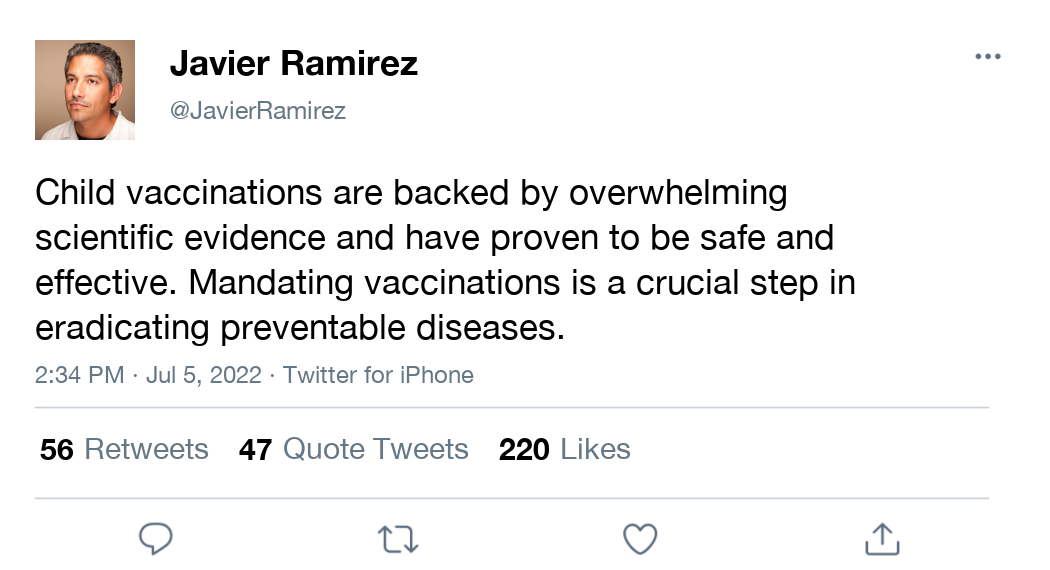 Javier Ramirez
@JavierRamirez
Child vaccinations are backed by overwhelming
scientific evidence and have proven to be safe and
effective. Mandating vaccinations is a crucial step in
eradicating preventable diseases.
2:34 PM · Jul 5, 2022 · Twitter for iPhone
56 Retweets 47 Quote Tweets 220 Likes